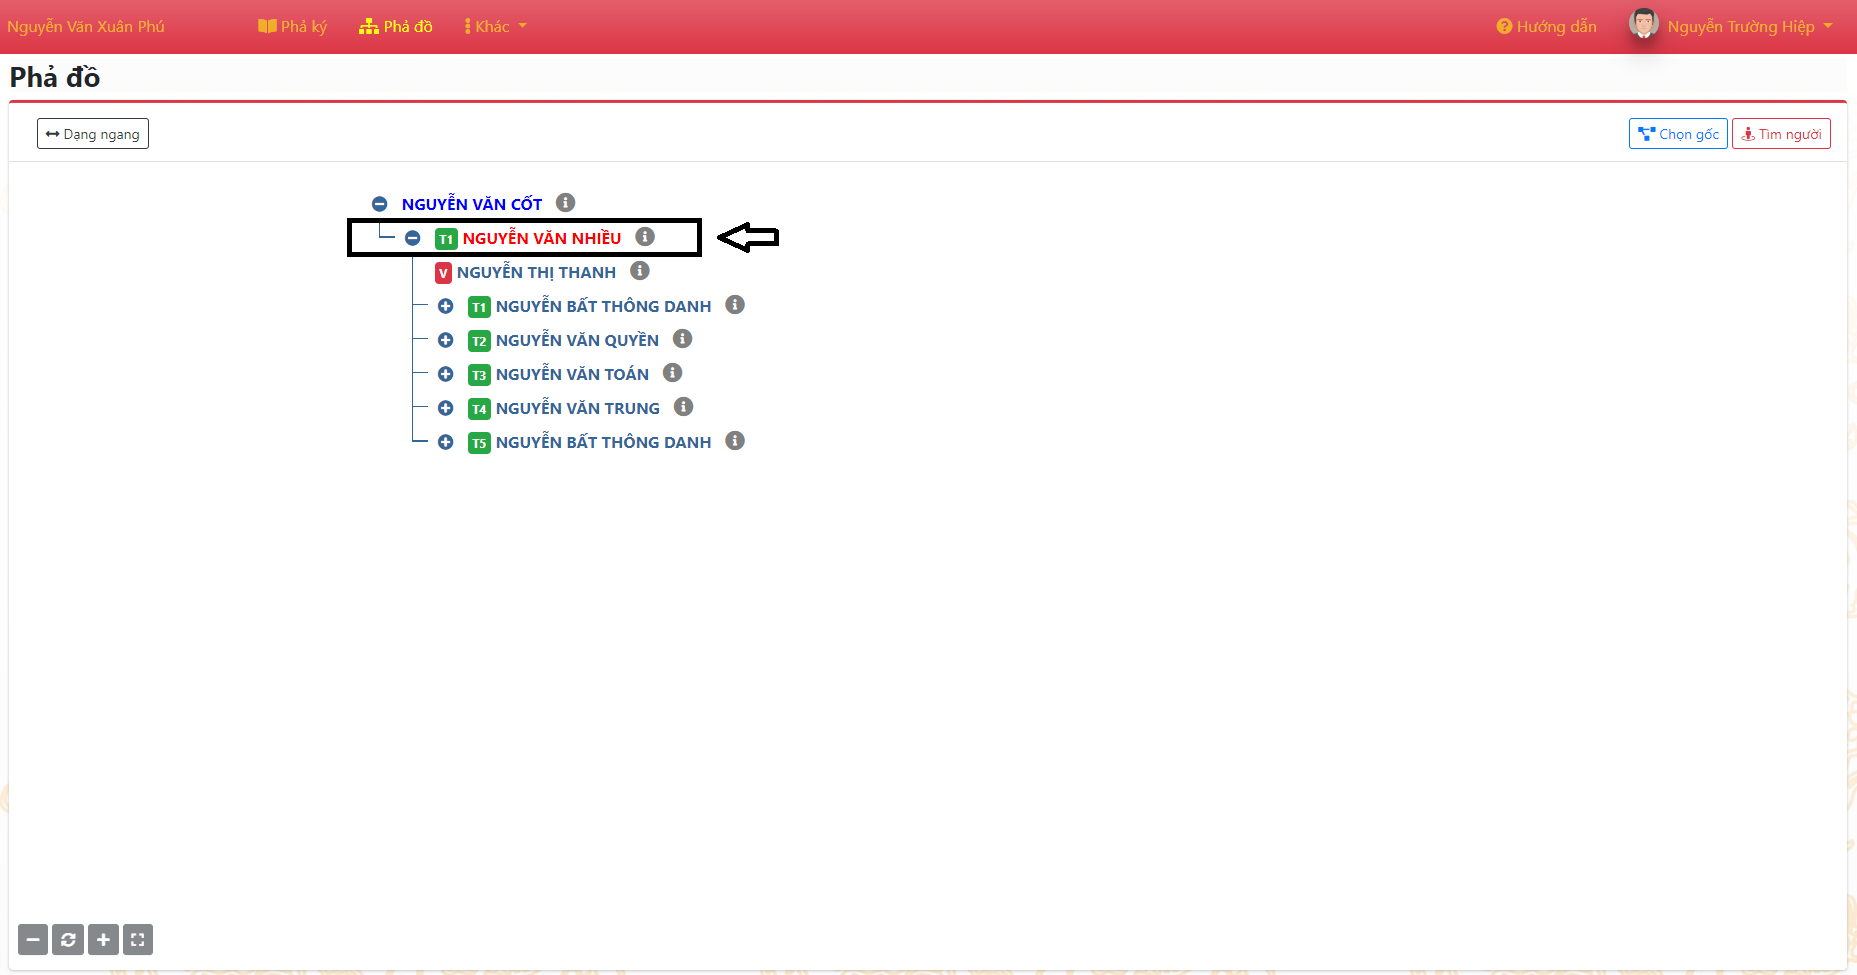 Nguyễn Văn Xuân Phú Phả ký Phả đồ Khác Hướng dẫn Nguyễn Trường Hiệp
Phả đồ
Dạng ngang Chọn gốc Tìm người
NGUYỄN VĂN CỐT
T1 NGUYỄN VĂN NHIỀU
V NGUYỄN THỊ THANH
T1 NGUYỄN BẤT THÔNG DANH
T2 NGUYỄN VĂN QUYỀN
T3 NGUYỄN VĂN TOÁN
T4 NGUYỄN VĂN TRUNG
T5 NGUYỄN BẤT THÔNG DANH